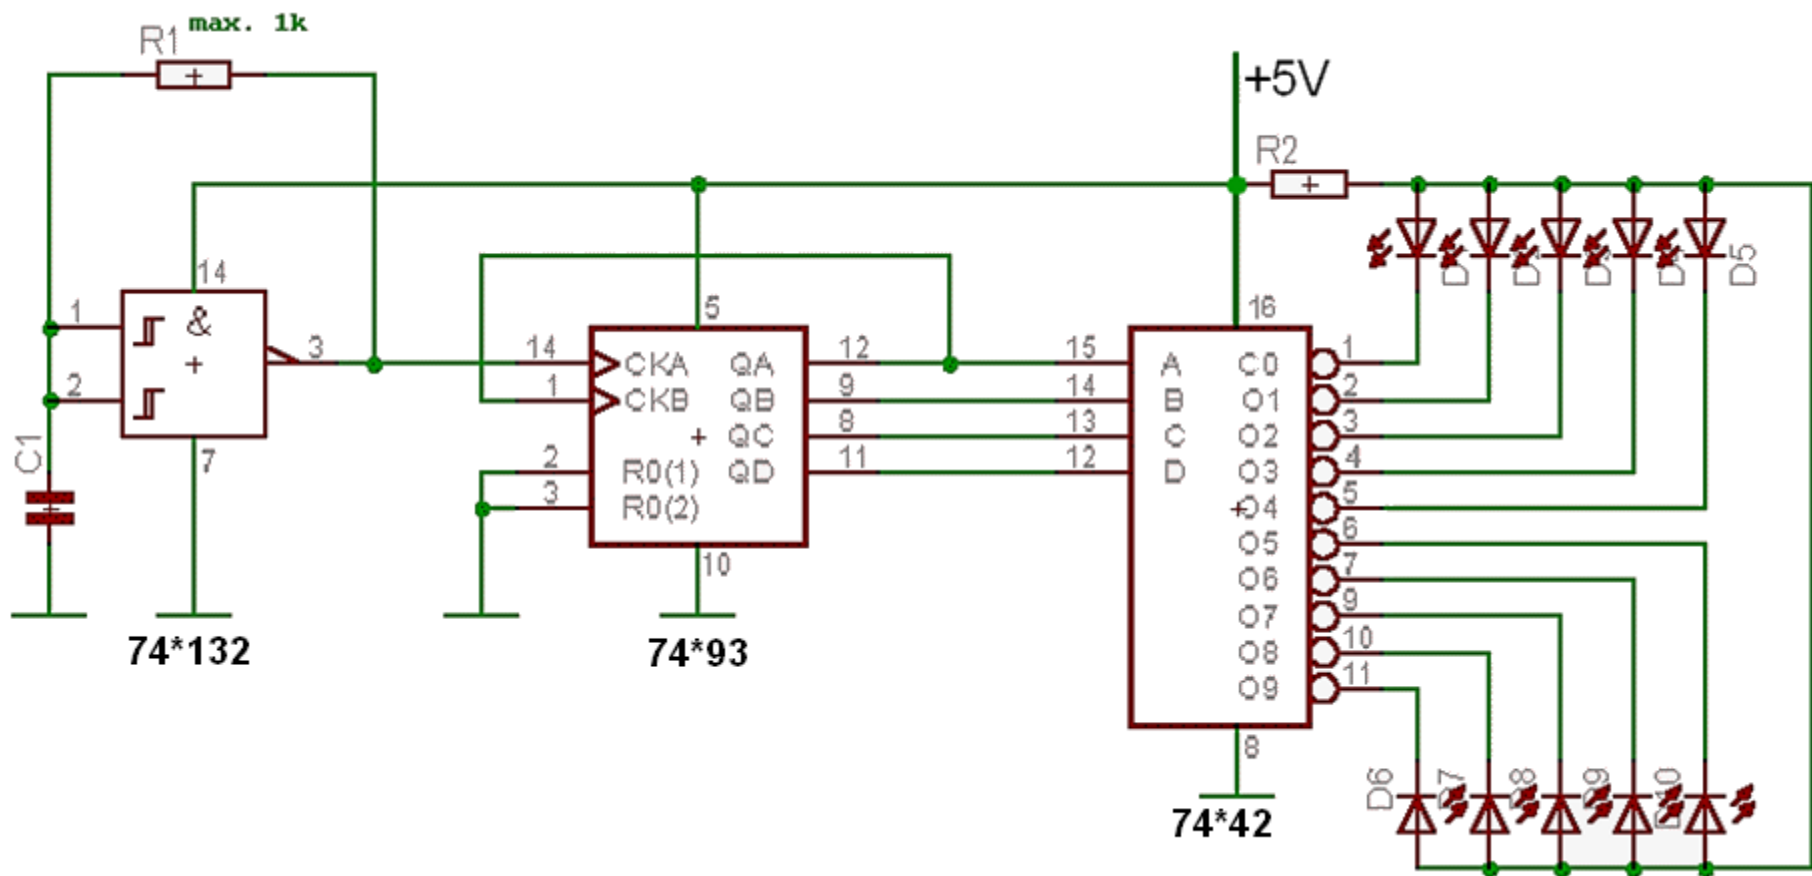 max. 1k
R1
+5V
R2
14
1
&
2
3
7
C1
74*132
5
14
CKA
QA
12
1
CKB
QB
9
QC
8
2
R0(1)
QD
11
3
R0(2)
10
74*93
16
15
A
C0
1
14
B
O1
2
13
C
O2
3
12
D
O3
4
O4
5
O5
6
O6
7
O7
9
O8
10
O9
11
8
74*42
D5
D6